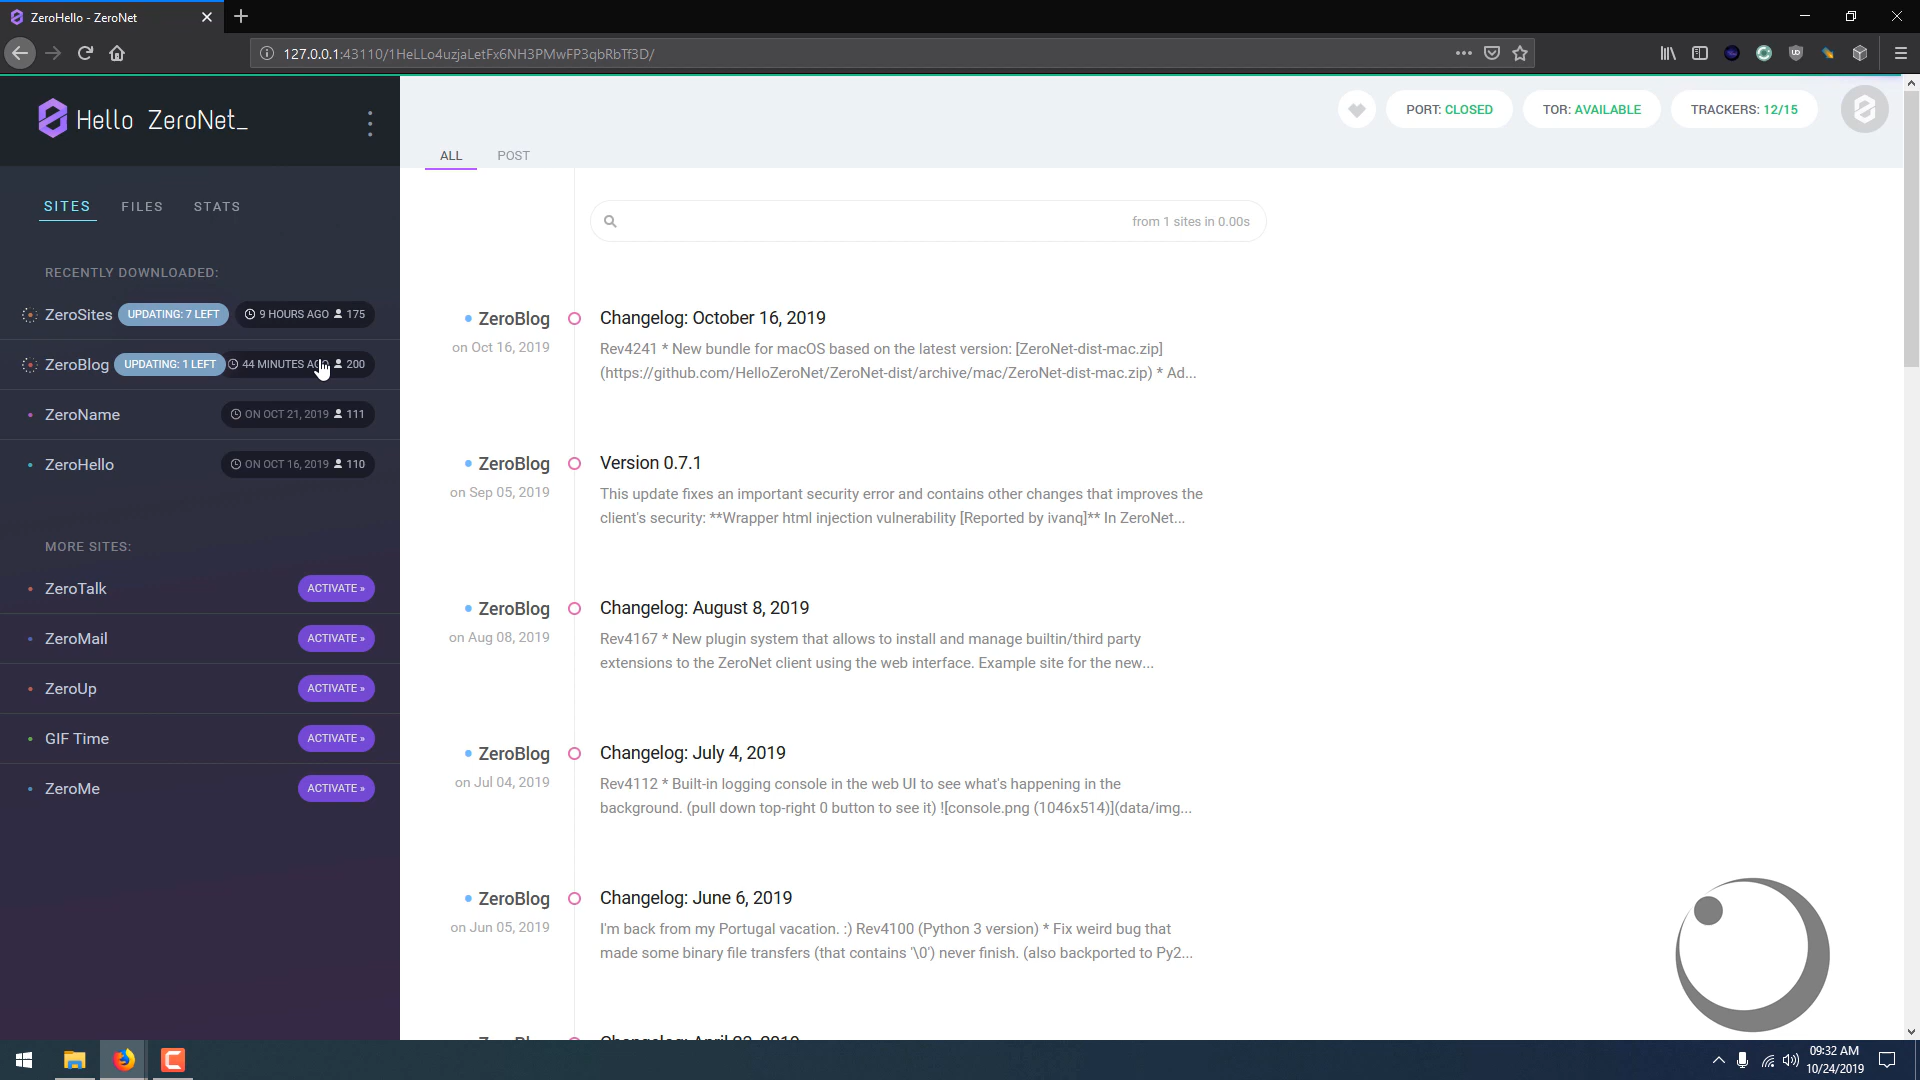 ZeroHello - ZeroNet
127.0.0.1:43110/1HeLLo4uzjaLetFx6NH3PMwFP3qbRbTf3D/
Hello ZeroNet_
PORT: CLOSED
TOR: AVAILABLE
TRACKERS: 12/15
ALL
POST
SITES
FILES
STATS
from 1 sites in 0.00s
RECENTLY DOWNLOADED:
ZeroSites UPDATING: 7 LEFT 9 HOURS AGO 175
ZeroBlog UPDATING: 1 LEFT 44 MINUTES AGO 200
ZeroName ON OCT 21, 2019 111
ZeroHello ON OCT 16, 2019 110
MORE SITES:
ZeroTalk ACTIVATE »
ZeroMail ACTIVATE »
ZeroUp ACTIVATE »
GIF Time ACTIVATE »
ZeroMe ACTIVATE »
ZeroBlog
on Oct 16, 2019
Changelog: October 16, 2019
Rev4241 * New bundle for macOS based on the latest version: [ZeroNet-dist-mac.zip]
(https://github.com/HelloZeroNet/ZeroNet-dist/archive/mac/ZeroNet-dist-mac.zip) * Ad...
ZeroBlog
on Sep 05, 2019
Version 0.7.1
This update fixes an important security error and contains other changes that improves the
client's security: **Wrapper html injection vulnerability [Reported by ivanq]** In ZeroNet...
ZeroBlog
on Aug 08, 2019
Changelog: August 8, 2019
Rev4167 * New plugin system that allows to install and manage builtin/third party
extensions to the ZeroNet client using the web interface. Example site for the new...
ZeroBlog
on Jul 04, 2019
Changelog: July 4, 2019
Rev4112 * Built-in logging console in the web UI to see what's happening in the
background. (pull down top-right 0 button to see it) ![console.png (1046x514)](data/img...
ZeroBlog
on Jun 05, 2019
Changelog: June 6, 2019
I'm back from my Portugal vacation. :) Rev4100 (Python 3 version) * Fix weird bug that
made some binary file transfers (that contains '\0') never finish. (also backported to Py2...
09:32 AM
10/24/2019